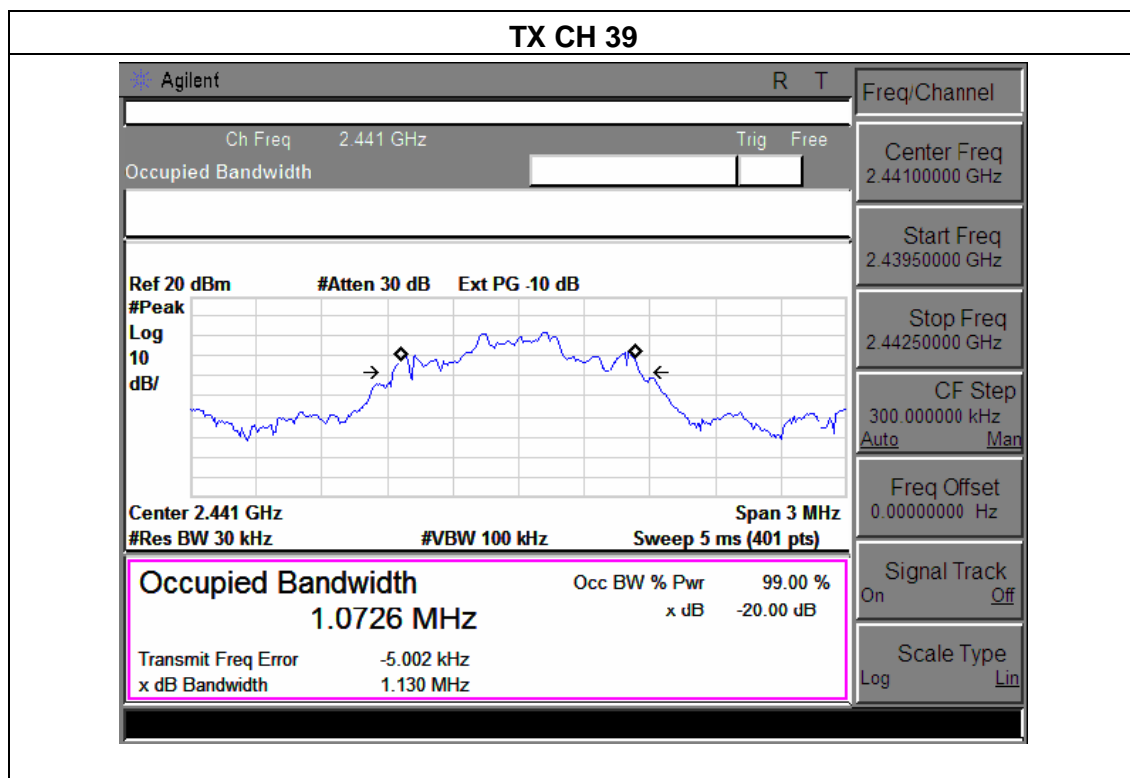 TX CH 39
Agilent R T
Ch Freq 2.441 GHz Trig Free
Occupied Bandwidth
Ref 20 dBm #Atten 30 dB Ext PG -10 dB
#Peak
Log
10
dB/
Center 2.441 GHz Span 3 MHz
#Res BW 30 kHz #VBW 100 kHz Sweep 5 ms (401 pts)
Occupied Bandwidth Occ BW % Pwr 99.00 %
1.0726 MHz x dB -20.00 dB
Transmit Freq Error -5.002 kHz
x dB Bandwidth 1.130 MHz
Freq/Channel
Center Freq
2.44100000 GHz
Start Freq
2.43950000 GHz
Stop Freq
2.44250000 GHz
CF Step
300.000000 kHz
Auto Man
Freq Offset
0.00000000 Hz
Signal Track
On Off
Scale Type
Log Lin